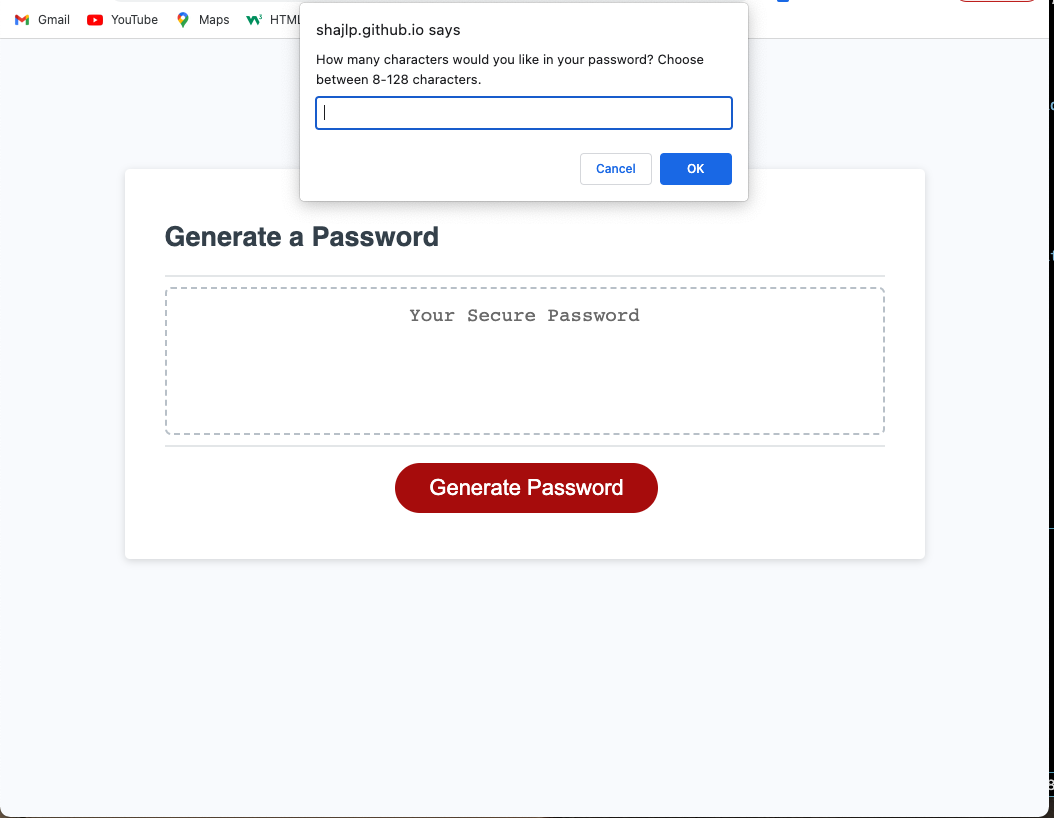 Gmail YouTube Maps
shajlp.github.io says
How many characters would you like in your password? Choose
between 8-128 characters.
Cancel OK
Generate a Password
Your Secure Password
Generate Password